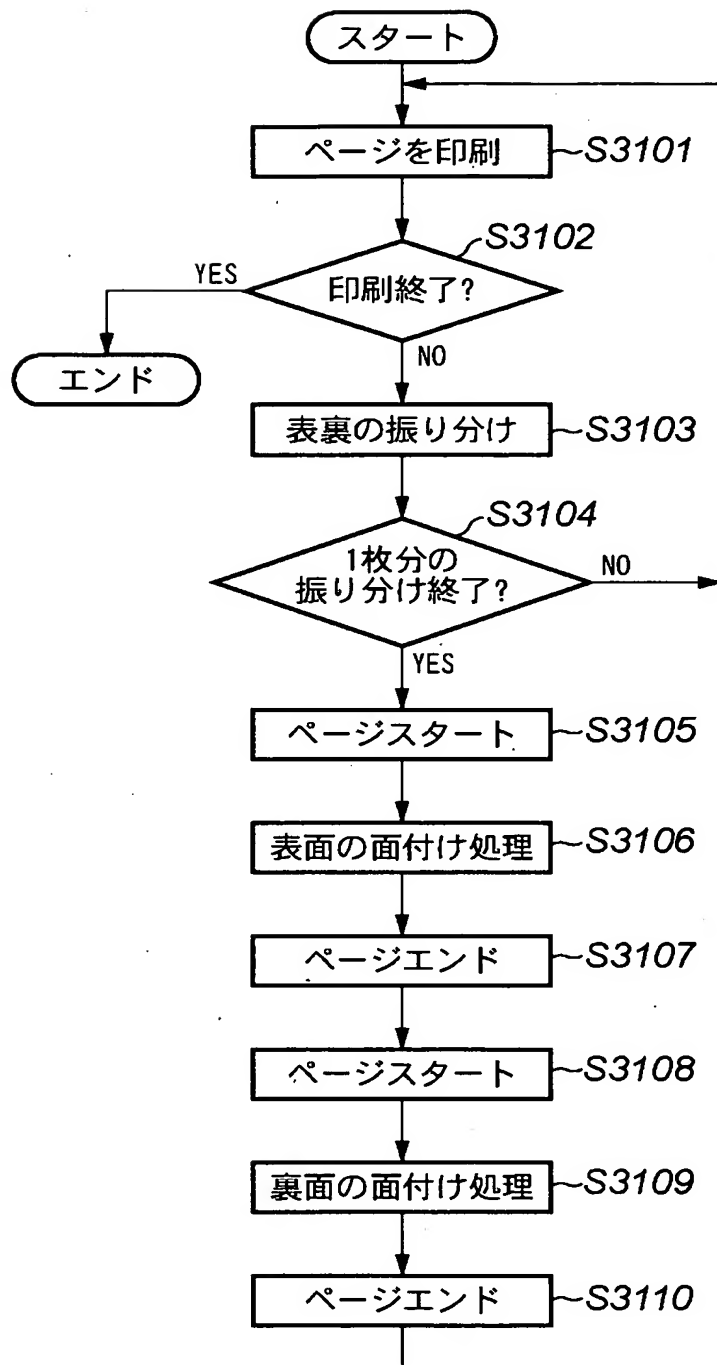 スタート
ページを印刷
S3101
S3102
YES
印刷終了?
エンド
NO
表裏の振り分け
S3103
S3104
1枚分の
振り分け終了?
NO
YES
ページスタート
S3105
表面の面付け処理
S3106
ページエンド
S3107
ページスタート
S3108
裏面の面付け処理
S3109
ページエンド
S3110